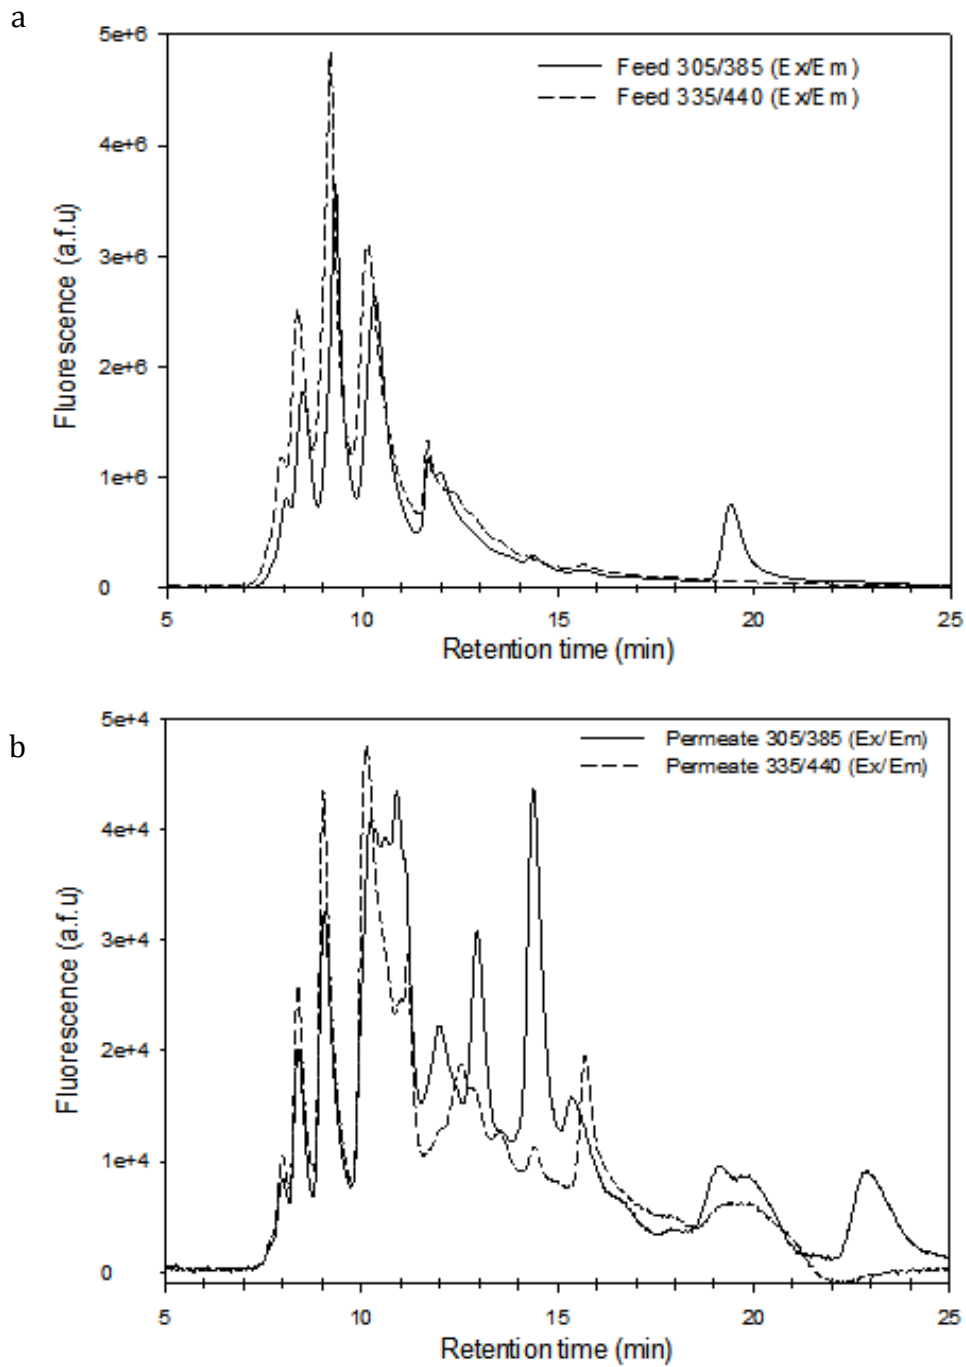 a
5e+6
4e+6
3e+6
2e+6
1e+6
0
Fluorescence (a.f.u)
Feed 305/385 (Ex/Em)
Feed 335/440 (Ex/Em)
5 10 15 20 25
Retention time (min)
b
5e+4
4e+4
3e+4
2e+4
1e+4
0
Fluorescence (a.f.u)
Permeate 305/385 (Ex/Em)
Permeate 335/440 (Ex/Em)
5 10 15 20 25
Retention time (min)